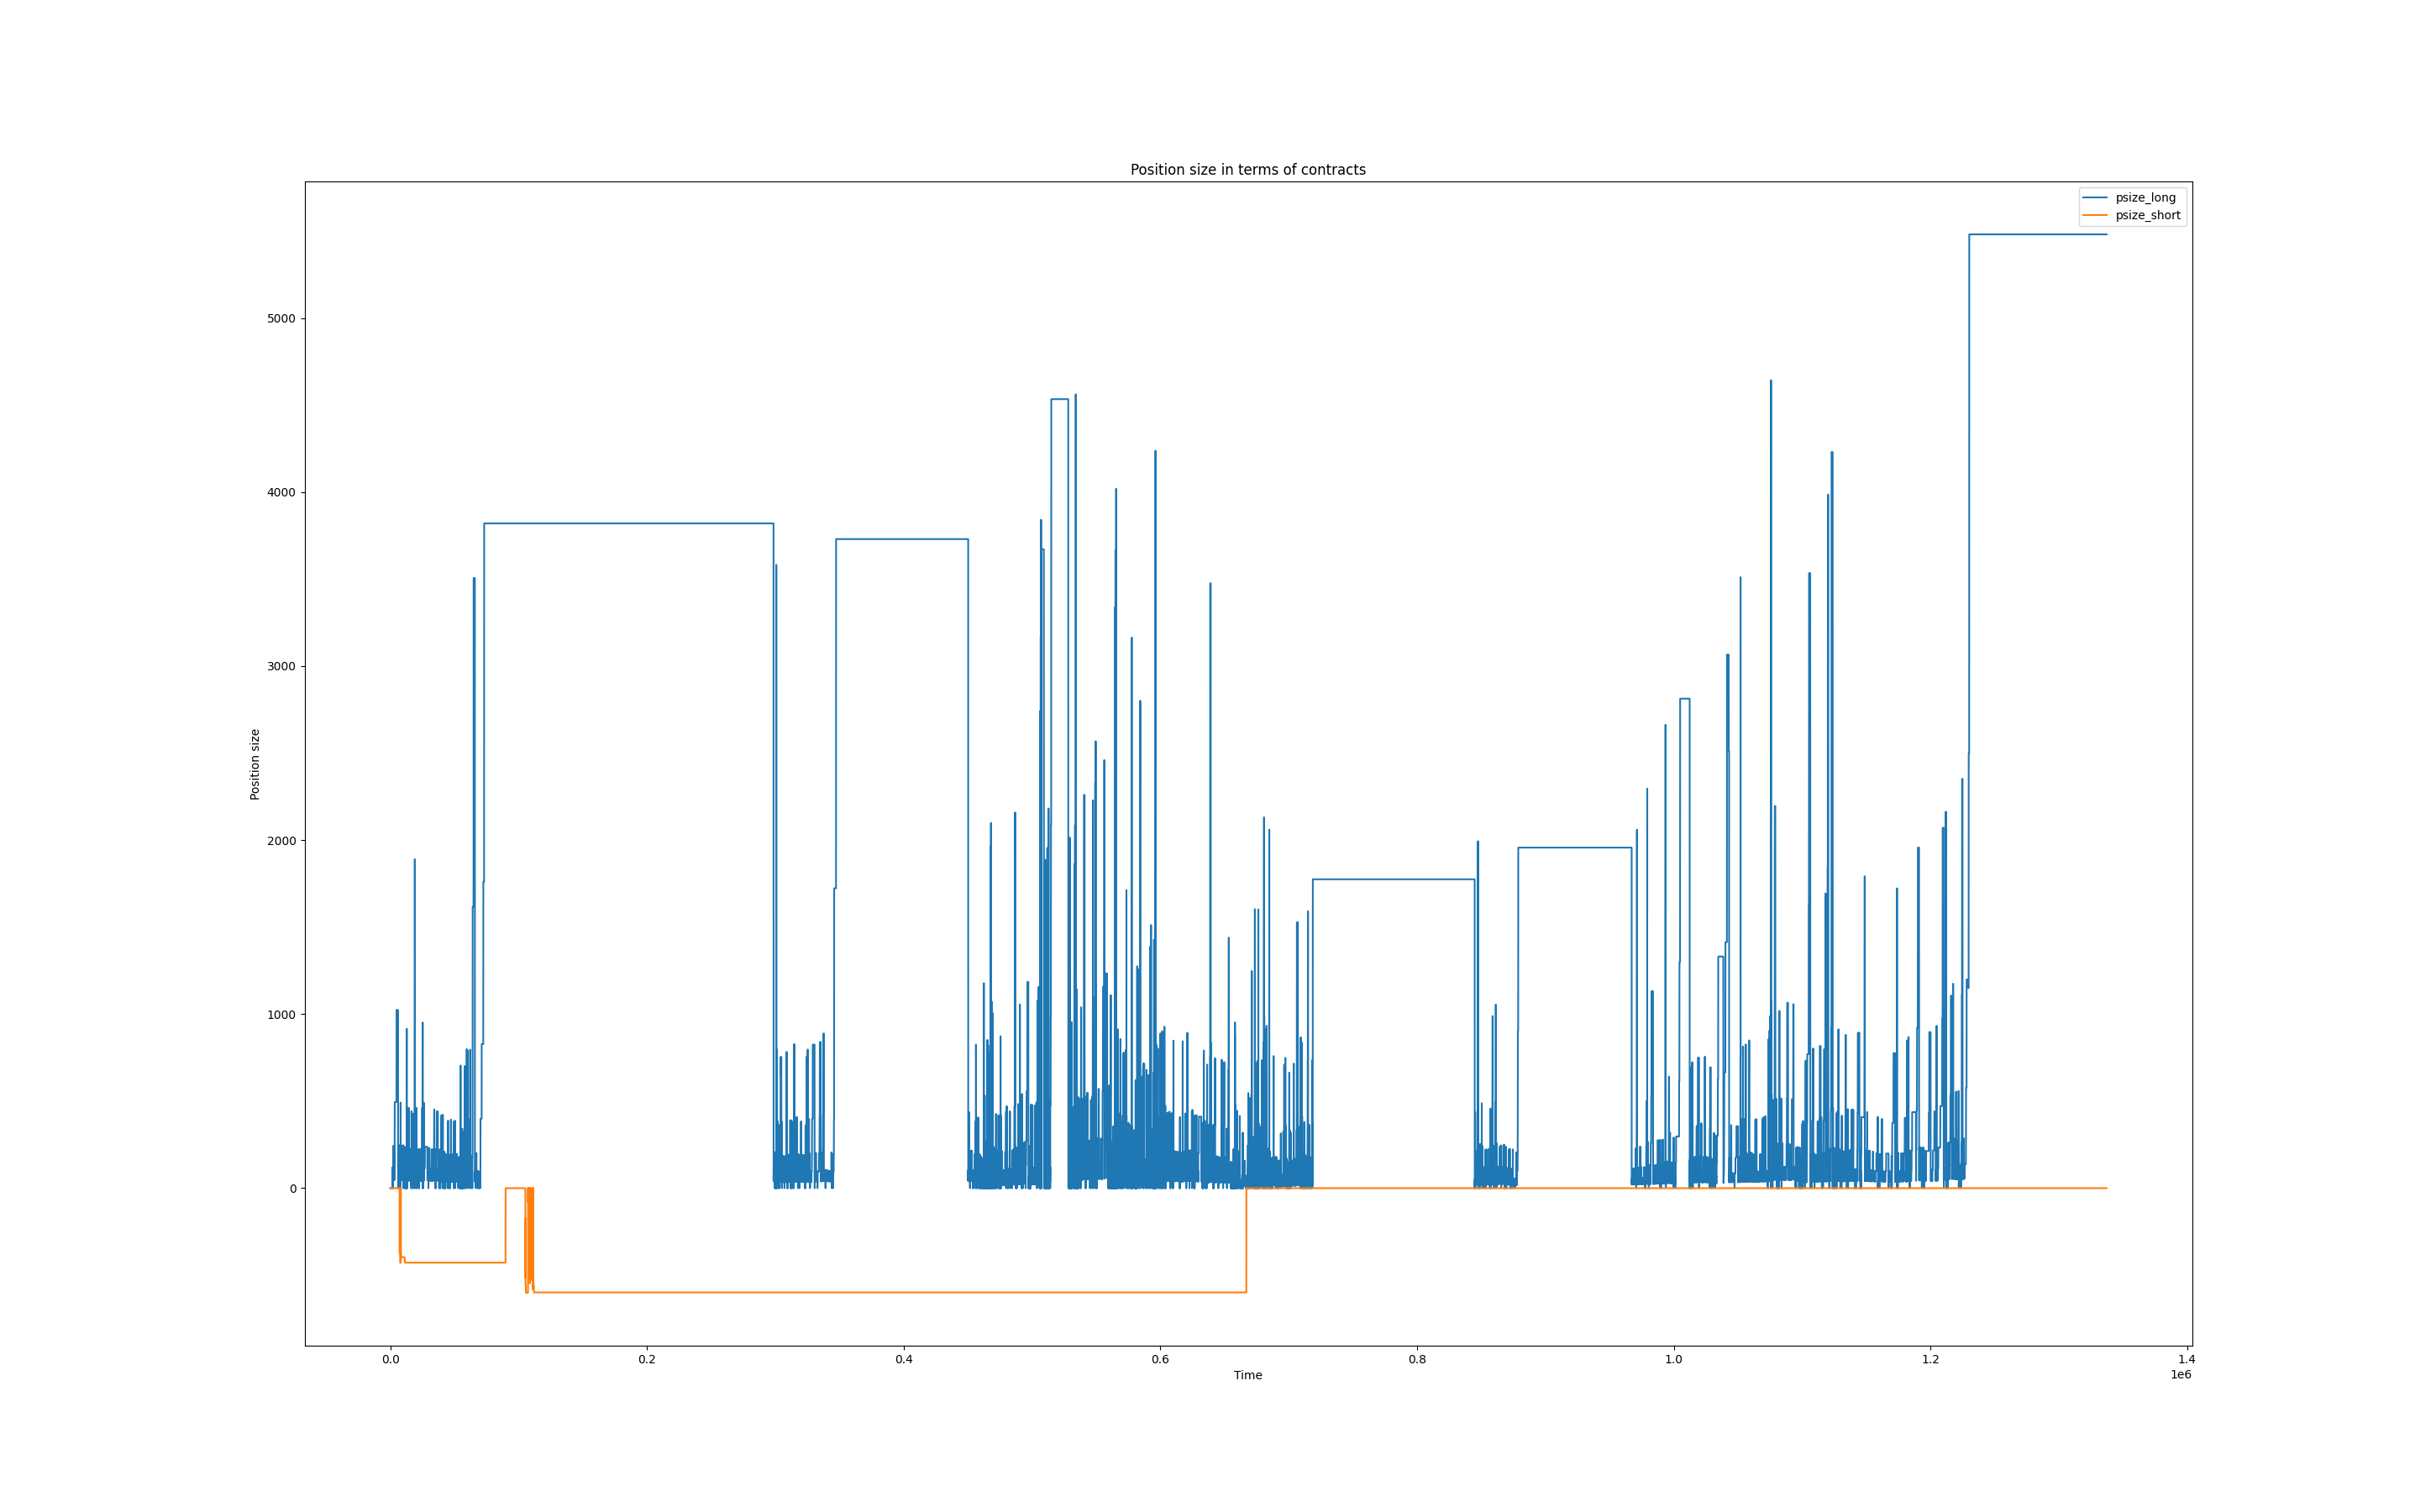 Position size in terms of contracts
psize_long
psize_short
Position size
5000
4000
3000
2000
1000
0
0.0 0.2 0.4 0.6 0.8 1.0 1.2 1.4
Time
1e6